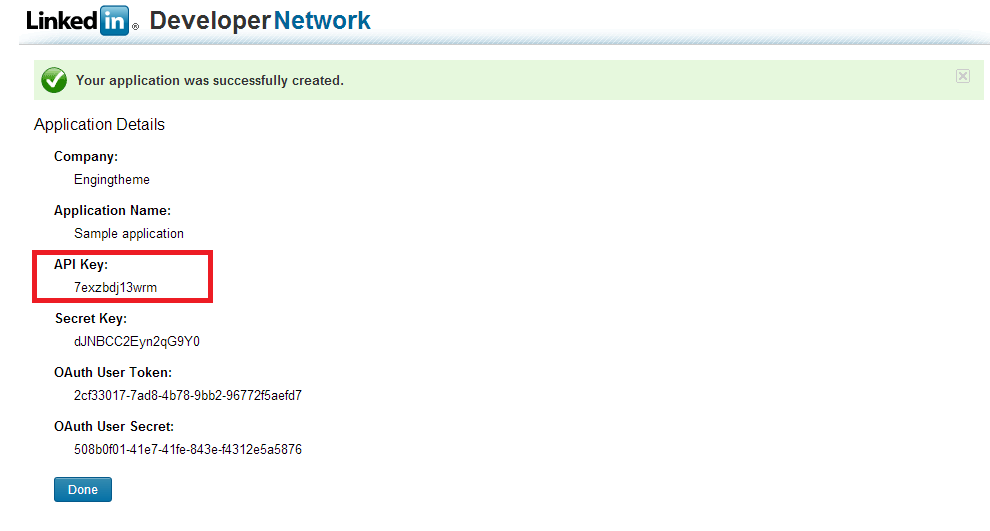 Linked in ® Developer Network
Your application was successfully created.
Application Details
Company:
Engingtheme
Application Name:
Sample application
API Key:
7exzbdj13wrm
Secret Key:
dJNBCC2Eyn2qG9Y0
OAuth User Token:
2cf33017-7ad8-4b78-9bb2-96772f5aefd7
OAuth User Secret:
508b0f01-41e7-41fe-843e-f4312e5a5876
Done